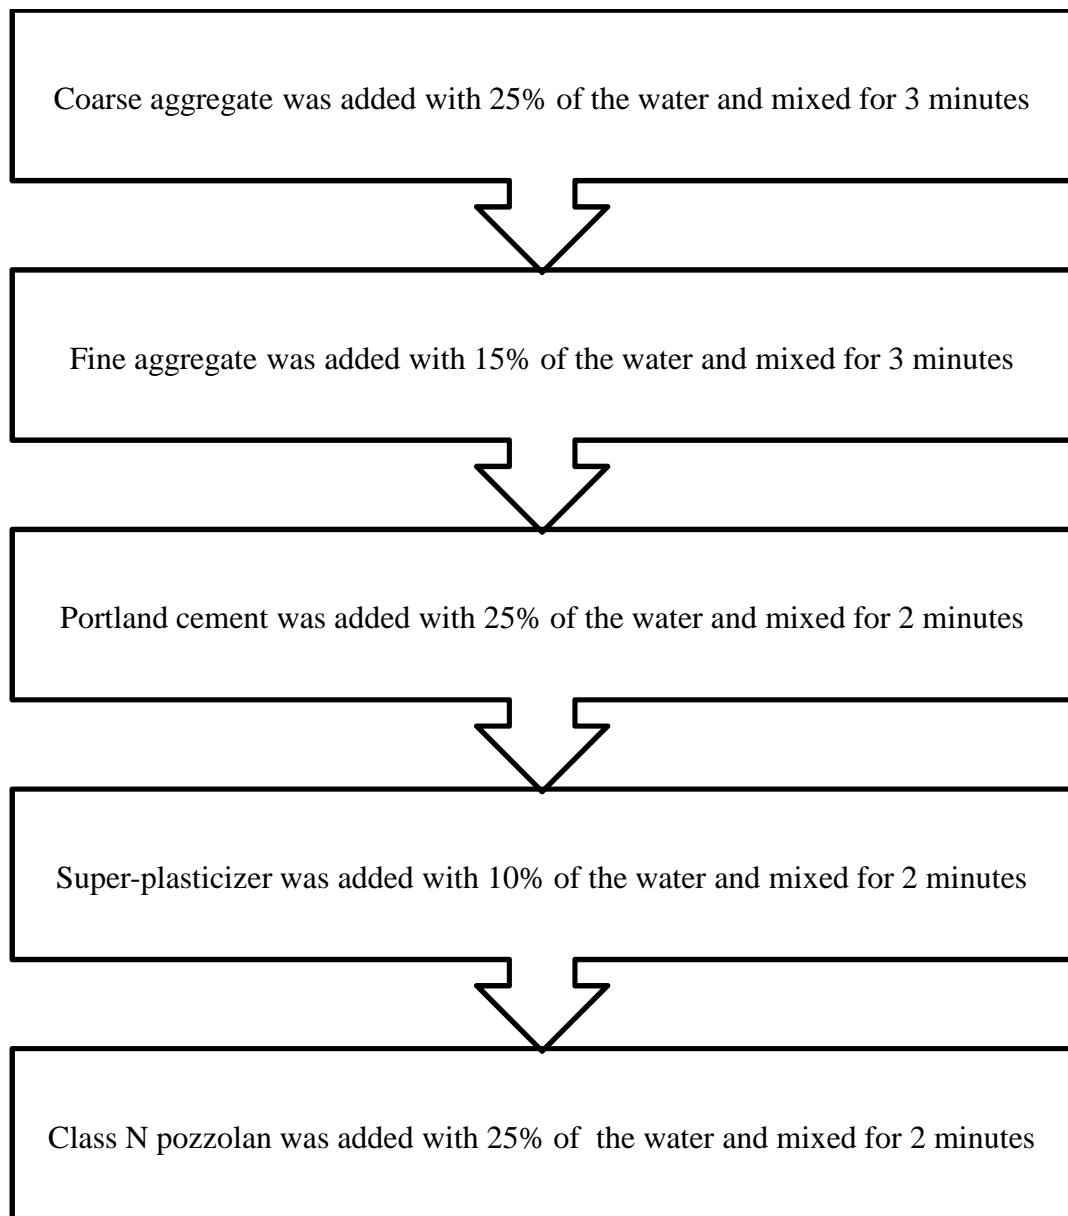 Coarse aggregate was added with 25% of the water and mixed for 3 minutes
Fine aggregate was added with 15% of the water and mixed for 3 minutes
Portland cement was added with 25% of the water and mixed for 2 minutes
Super-plasticizer was added with 10% of the water and mixed for 2 minutes
Class N pozzolan was added with 25% of  the water and mixed for 2 minutes